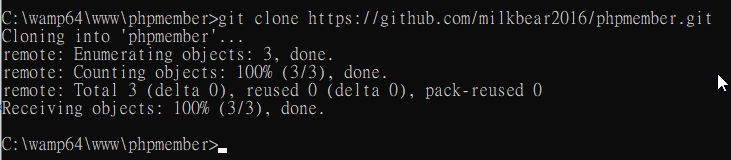 C:\wamp64\www\phpmember>git clone https://github.com/milkbear2016/phpmember.git
Cloning into 'phpmember'...
remote: Enumerating objects: 3, done.
remote: Counting objects: 100% (3/3), done.
remote: Total 3 (delta 0), reused 0 (delta 0), pack-reused 0
Receiving objects: 100% (3/3), done.
C:\wamp64\www\phpmember>